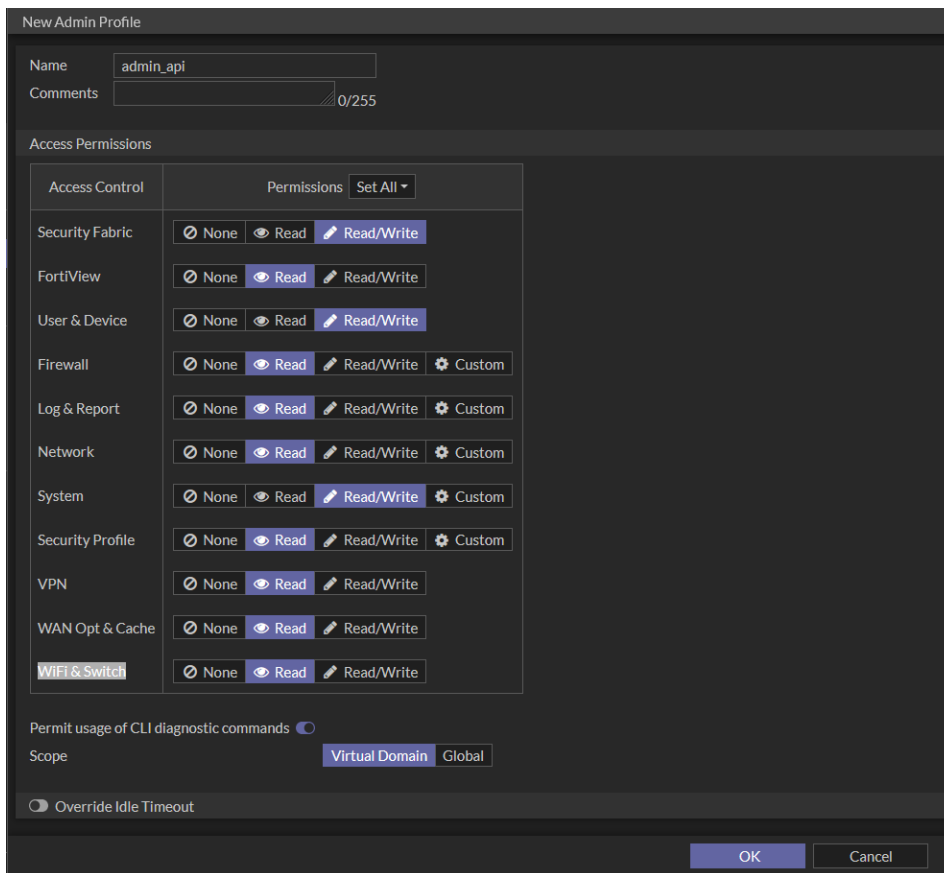 New Admin Profile
Name admin_api
Comments 0/255
Access Permissions
Access Control Permissions Set All
Security Fabric None Read Read/Write
FortiView None Read Read/Write
User & Device None Read Read/Write
Firewall None Read Read/Write Custom
Log & Report None Read Read/Write Custom
Network None Read Read/Write Custom
System None Read Read/Write Custom
Security Profile None Read Read/Write Custom
VPN None Read Read/Write
WAN Opt & Cache None Read Read/Write
WiFi & Switch None Read Read/Write
Permit usage of CLI diagnostic commands
Scope Virtual Domain Global
Override Idle Timeout
OK Cancel